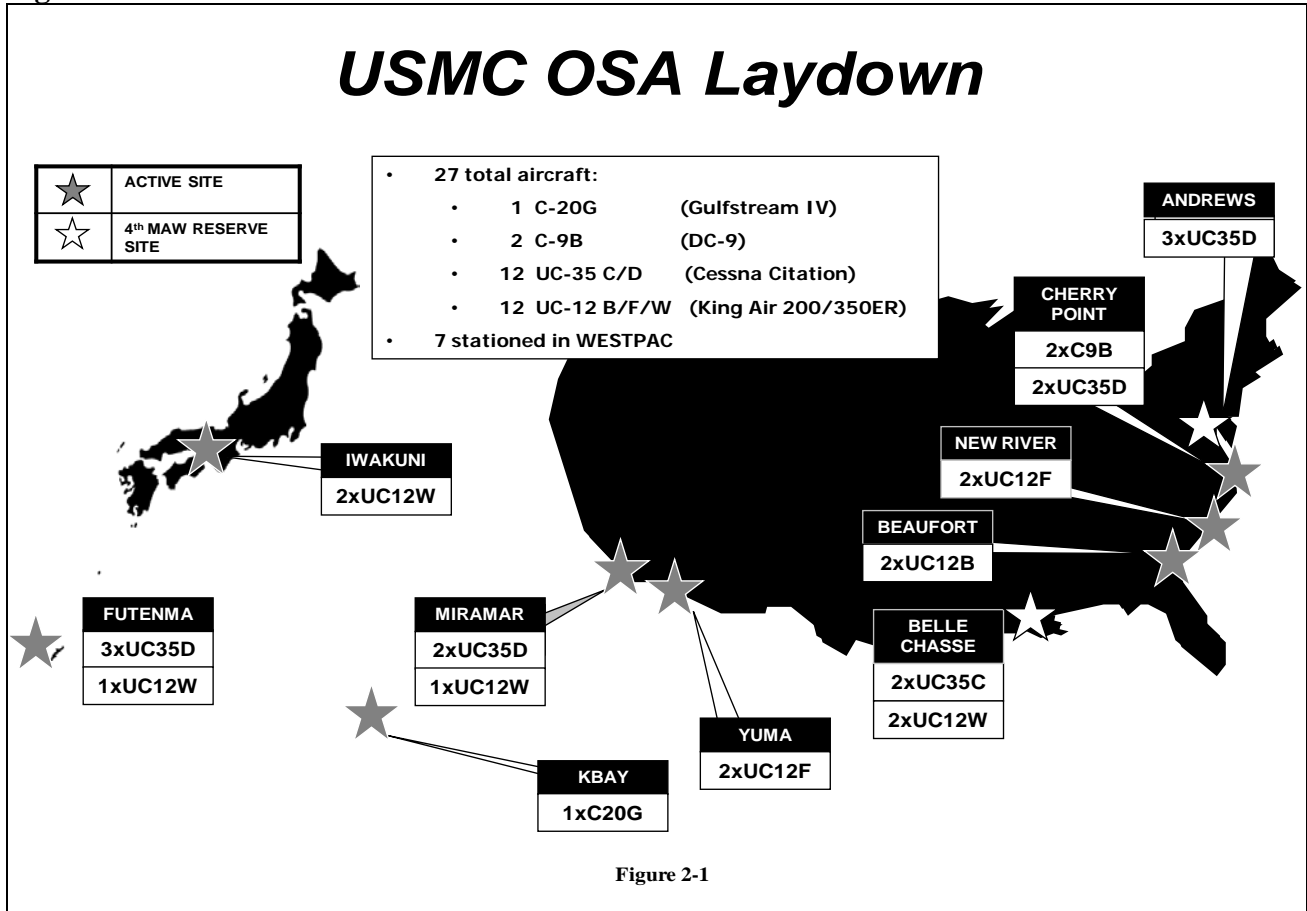 USMC OSA Laydown
ACTIVE SITE
4th MAW RESERVE
SITE
• 27 total aircraft:
• 1 C-20G (Gulfstream IV)
• 2 C-9B (DC-9)
• 12 UC-35 C/D (Cessna Citation)
• 12 UC-12 B/F/W (King Air 200/350ER)
• 7 stationed in WESTPAC
ANDREWS
3xUC35D
CHERRY
POINT
2xC9B
2xUC35D
NEW RIVER
2xUC12F
BEAUFORT
2xUC12B
BELLE
CHASSE
2xUC35C
2xUC12W
IWAKUNI
2xUC12W
FUTENMA
3xUC35D
1xUC12W
MIRAMAR
2xUC35D
1xUC12W
YUMA
2xUC12F
KBAY
1xC20G
Figure 2-1